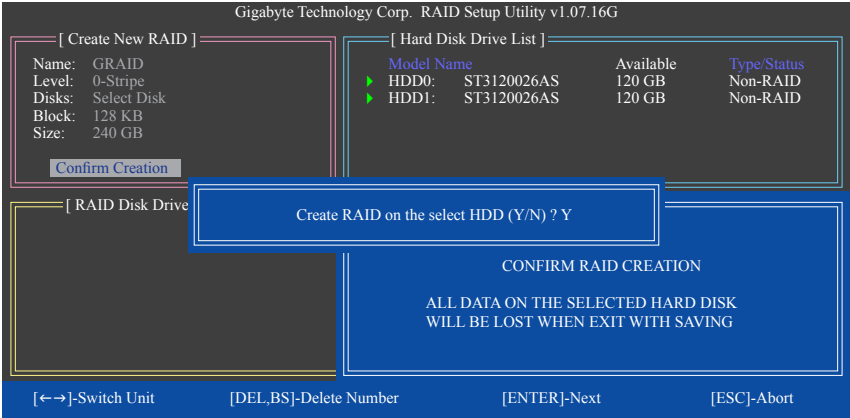 Gigabyte Technology Corp. RAID Setup Utility v1.07.16G
[ Create New RAID ]
Name: GRAID
Level: 0-Stripe
Disks: Select Disk
Block: 128 KB
Size: 240 GB
Confirm Creation
[ Hard Disk Drive List ]
Model Name Available Type/Status
HDD0: ST3120026AS 120 GB Non-RAID
HDD1: ST3120026AS 120 GB Non-RAID
[ RAID Disk Drive
Create RAID on the select HDD (Y/N) ? Y
CONFIRM RAID CREATION
ALL DATA ON THE SELECTED HARD DISK
WILL BE LOST WHEN EXIT WITH SAVING
[←→]-Switch Unit [DEL,BS]-Delete Number [ENTER]-Next [ESC]-Abort